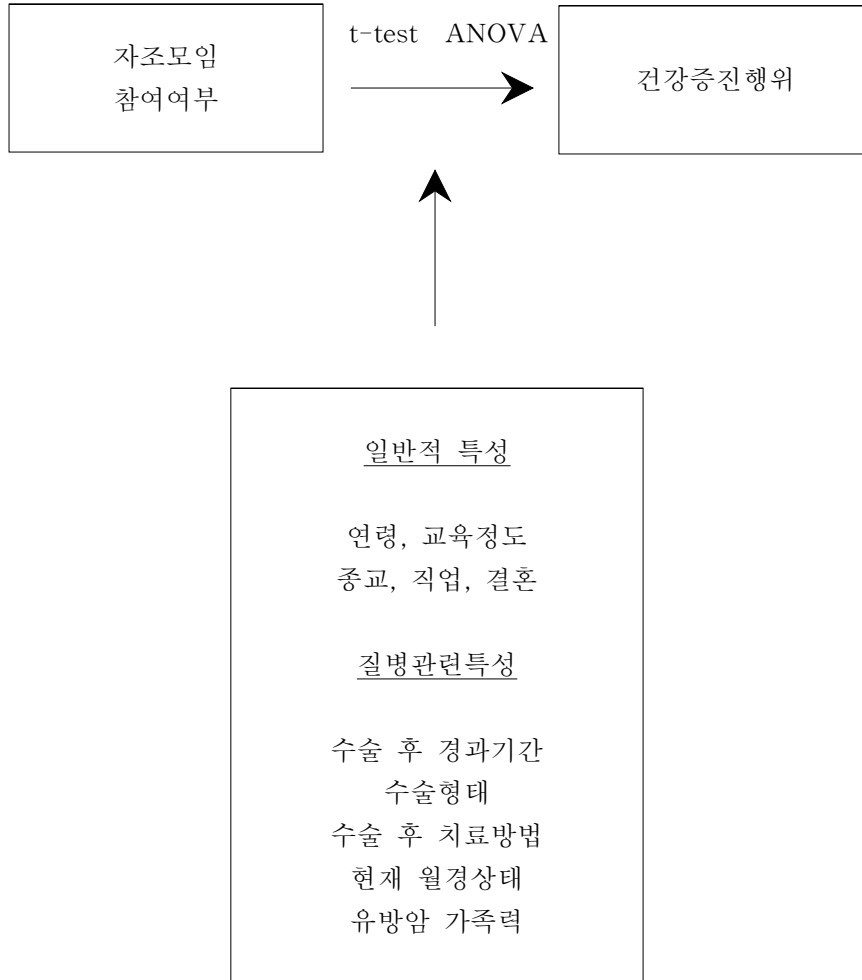 자조모임
참여여부
t-test ANOVA
건강증진행위
일반적 특성
연령, 교육정도
종교, 직업, 결혼
질병관련특성
수술 후 경과기간
수술형태
수술 후 치료방법
현재 월경상태
유방암 가족력